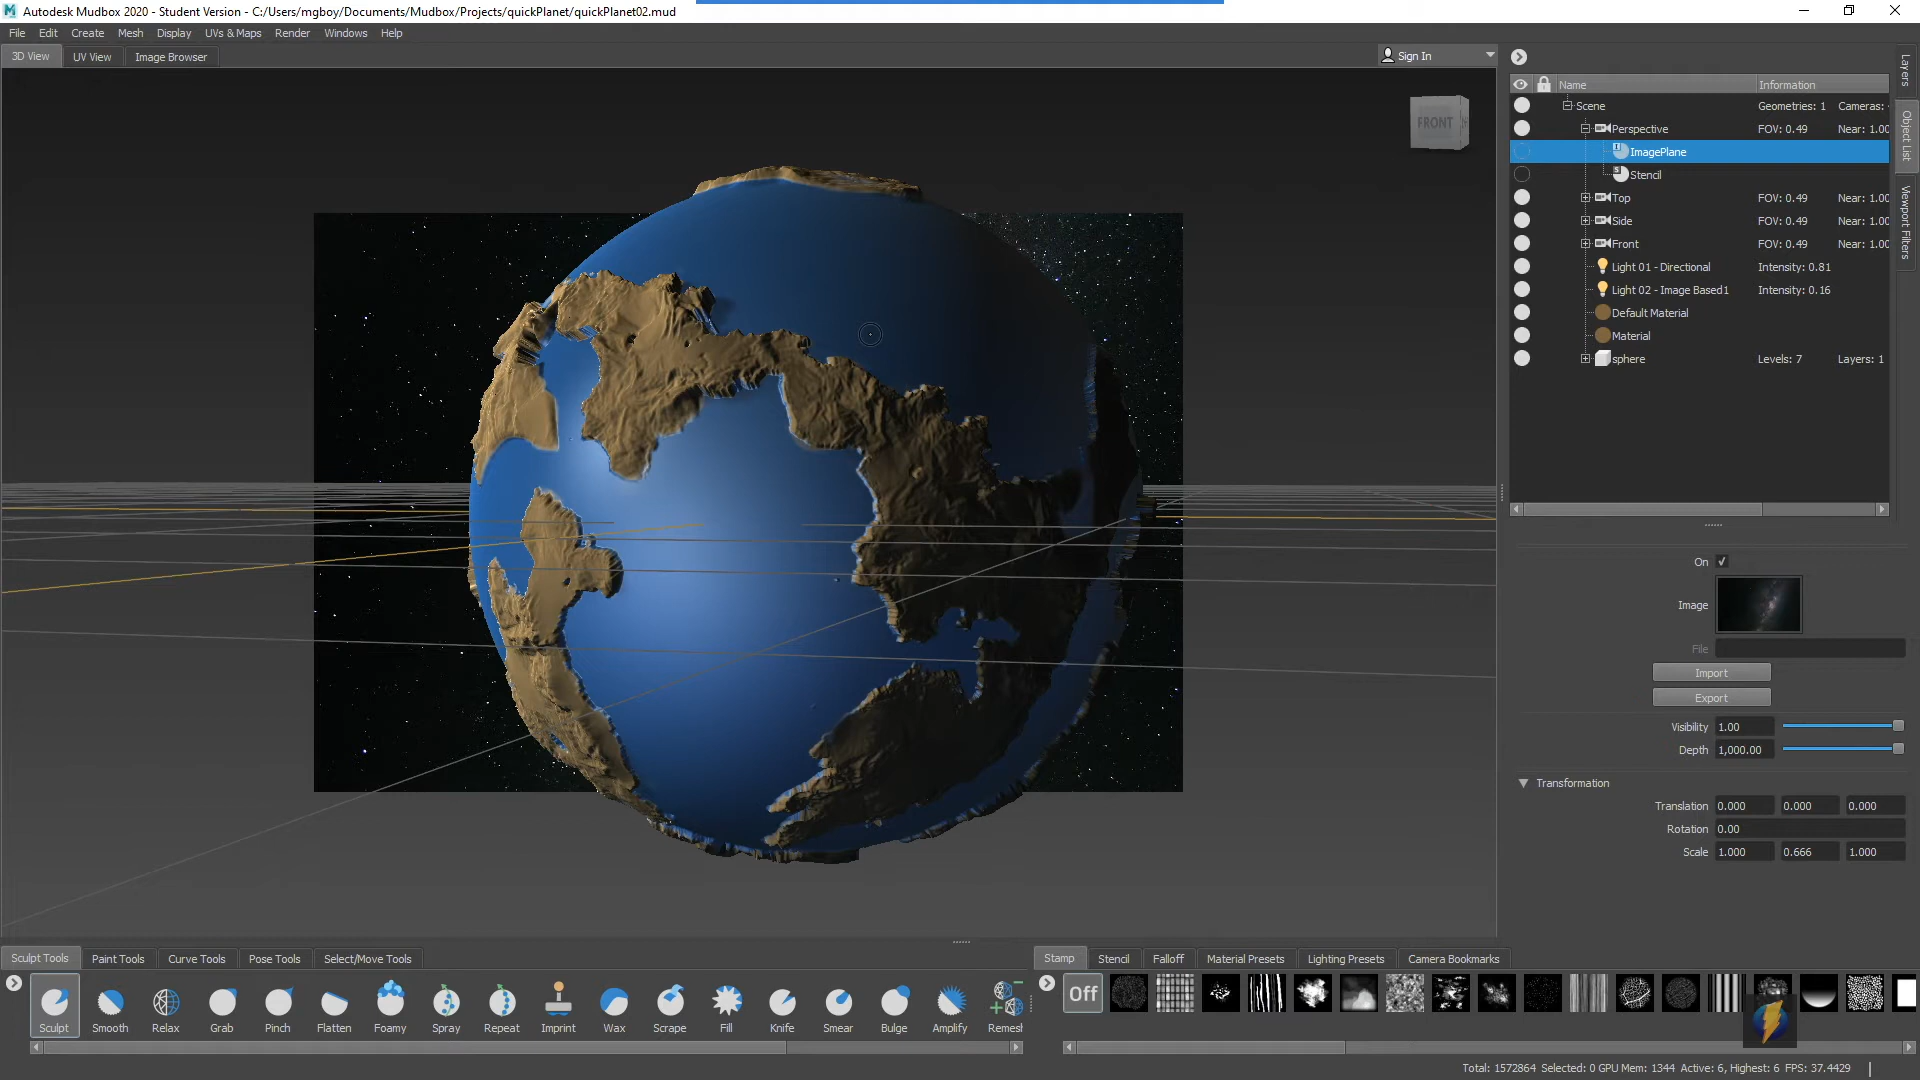 Autodesk Mudbox 2020 - Student Version - C:/Users/mgboy/Documents/Mudbox/Projects/quickPlanet/quickPlanet02.mud
File Edit Create Mesh Display UVs & Maps Render Windows Help
3D View UV View Image Browser Sign In
Name Information
Scene Geometries: 1 Cameras:
Perspective FOV: 0.49 Near: 1.00
ImagePlane
Stencil
Top FOV: 0.49 Near: 1.00
Side FOV: 0.49 Near: 1.00
Front FOV: 0.49 Near: 1.00
Light 01 - Directional Intensity: 0.81
Light 02 - Image Based1 Intensity: 0.16
Default Material
Material
sphere Levels: 7 Layers: 1
Layers
Object List
Viewport Filters
FRONT
On
Image
File
Import
Export
Visibility 1.00
Depth 1,000.00
Transformation
Translation 0.000 0.000 0.000
Rotation 0.00
Scale 1.000 0.666 1.000
Sculpt Tools Paint Tools Curve Tools Pose Tools Select/Move Tools
Sculpt Smooth Relax Grab Pinch Flatten Foamy Spray Repeat Imprint Wax Scrape Fill Knife Smear Bulge Amplify Remesh
Stamp Stencil Falloff Material Presets Lighting Presets Camera Bookmarks
Off
Total: 1572864 Selected: 0 GPU Mem: 1344 Active: 6, Highest: 6 FPS: 37.4429